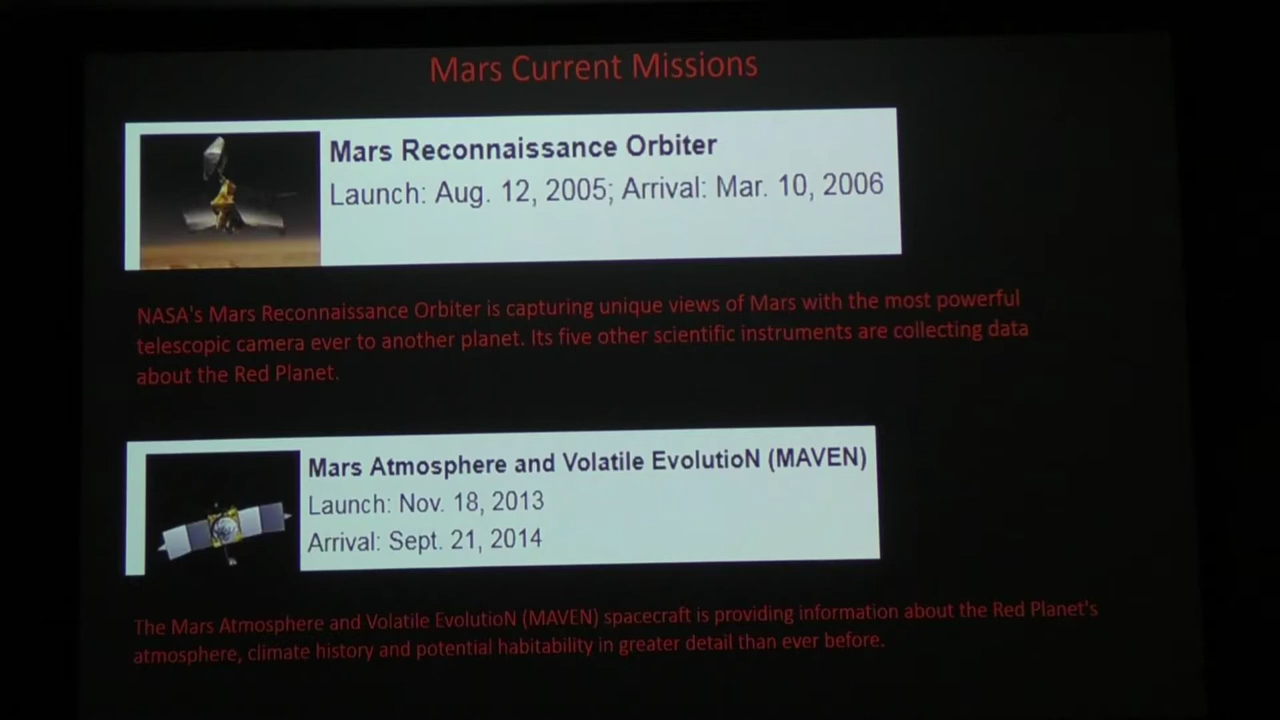 Mars Current Missions
Mars Reconnaissance Orbiter
Launch: Aug. 12, 2005; Arrival: Mar. 10, 2006
NASA's Mars Reconnaissance Orbiter is capturing unique views of Mars with the most powerful
telescopic camera ever to another planet. Its five other scientific instruments are collecting data
about the Red Planet.
Mars Atmosphere and Volatile EvolutioN (MAVEN)
Launch: Nov. 18, 2013
Arrival: Sept. 21, 2014
The Mars Atmosphere and Volatile EvolutioN (MAVEN) spacecraft is providing information about the Red Planet's
atmosphere, climate history and potential habitability in greater detail than ever before.